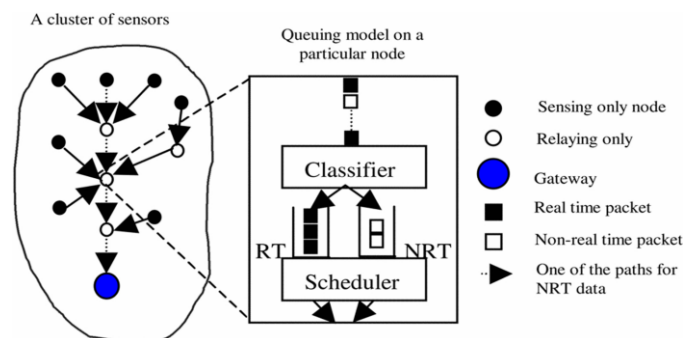 A cluster of sensors
Queuing model on a
particular node
Classifier
RT
NRT
Scheduler
Sensing only node
Relaying only
Gateway
Real time packet
Non-real time packet
One of the paths for
NRT data